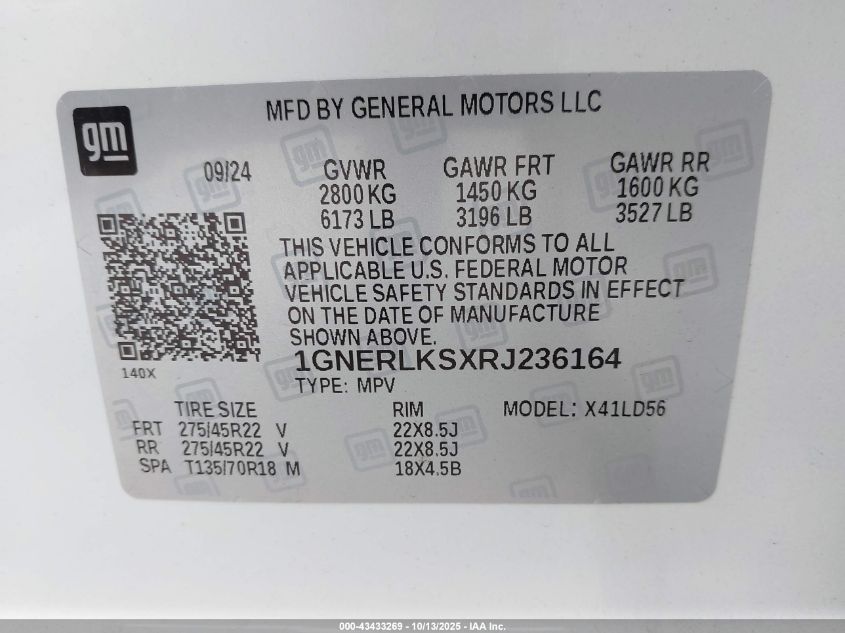 gm
MFD BY GENERAL MOTORS LLC
09/24
GVWR GAWR FRT GAWR RR
2800 KG 1450 KG 1600 KG
6173 LB 3196 LB 3527 LB
THIS VEHICLE CONFORMS TO ALL
APPLICABLE U.S. FEDERAL MOTOR
VEHICLE SAFETY STANDARDS IN EFFECT
ON THE DATE OF MANUFACTURE
SHOWN ABOVE.
1GNERLKSXRJ236164
140X
TYPE: MPV
TIRE SIZE RIM MODEL: X41LD56
FRT 275/45R22 V 22X8.5J
RR 275/45R22 V 22X8.5J
SPA T135/70R18 M 18X4.5B
000-43433269 - 10/13/2025 - IAA Inc.